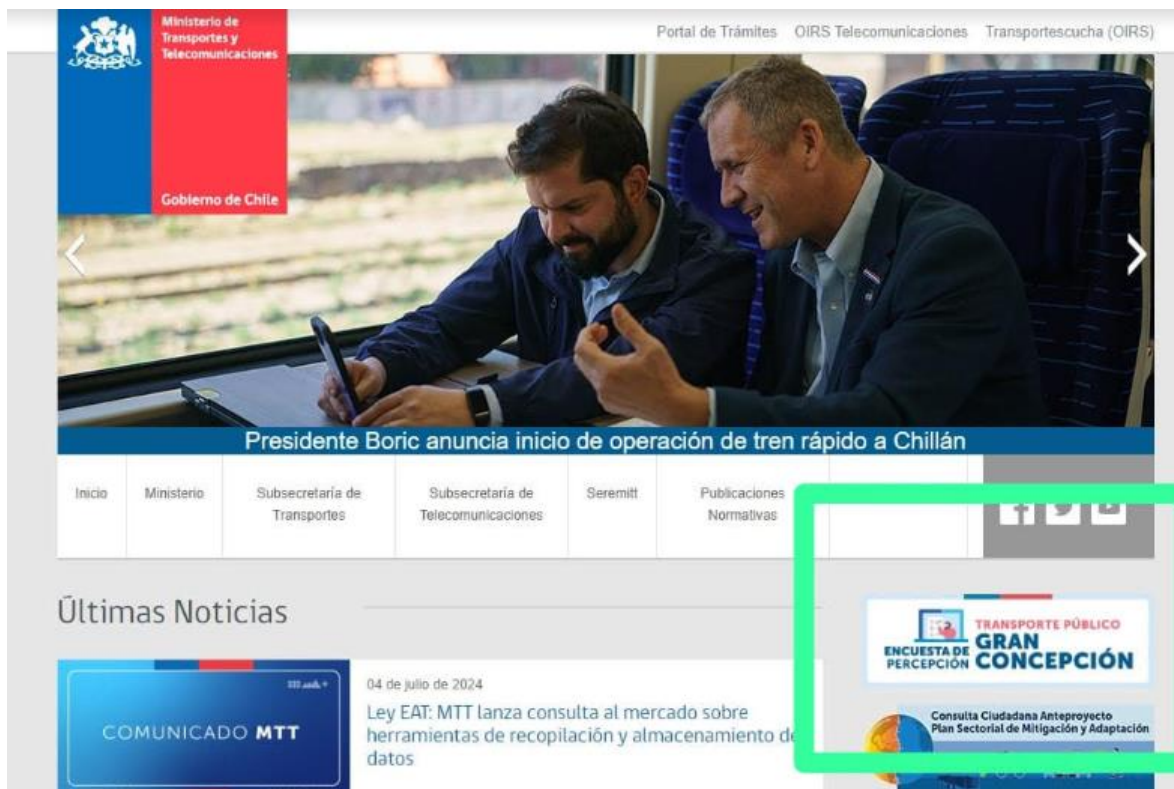 Ministerio de
Transportes y
Telecomunicaciones
Gobierno de Chile
Portal de Trámites OIRS Telecomunicaciones Transportescucha (OIRS)
Presidente Boric anuncia inicio de operación de tren rápido a Chillán
Inicio
Ministerio
Subsecretaría de
Transportes
Subsecretaría de
Telecomunicaciones
Seremitt
Publicaciones
Normativas
Últimas Noticias
COMUNICADO MTT
04 de julio de 2024
Ley EAT: MTT lanza consulta al mercado sobre
herramientas de recopilación y almacenamiento de
datos
ENCUESTA DE
PERCEPCIÓN
TRANSPORTE PÚBLICO
GRAN
CONCEPCIÓN
Consulta Ciudadana Anteproyecto
Plan Sectorial de Mitigación y Adaptación